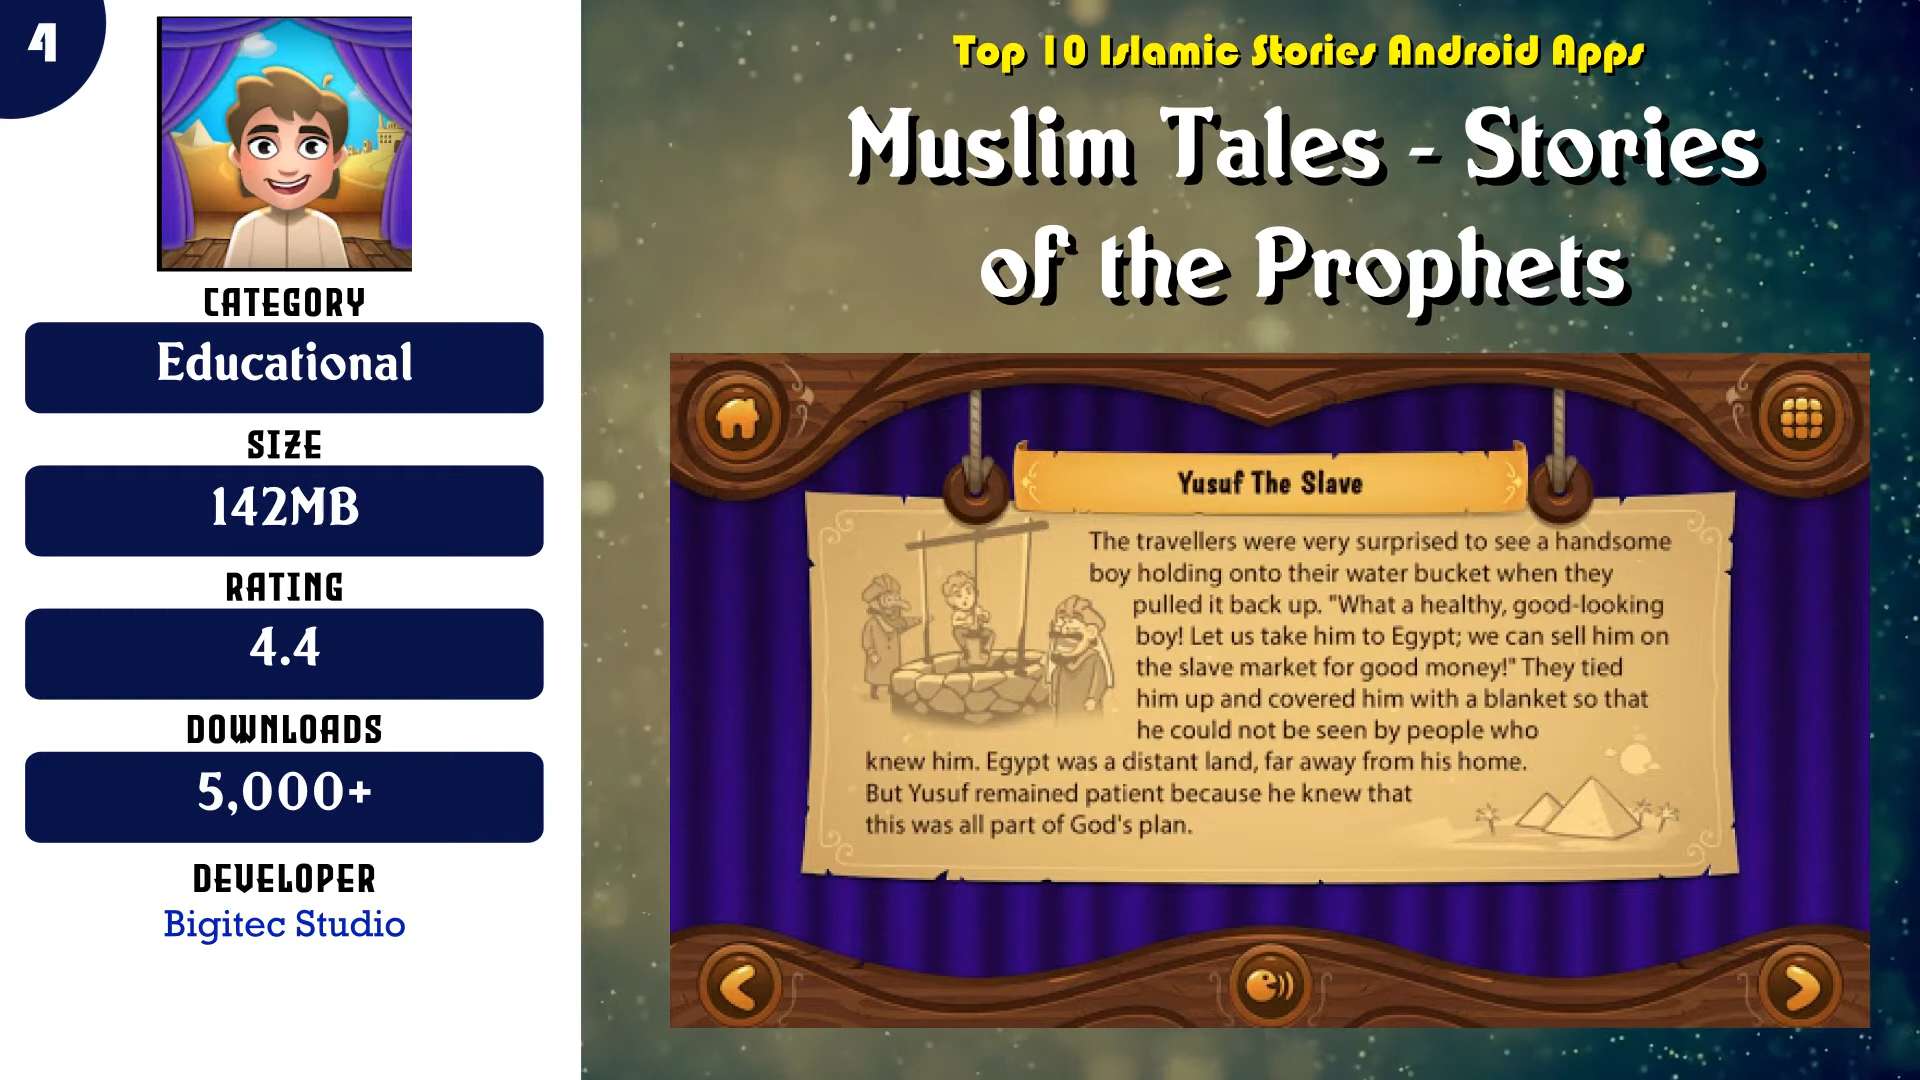 4
CATEGORY
Educational
SIZE
142MB
RATING
4.4
DOWNLOADS
5,000+
DEVELOPER
Bigitec Studio
Top 10 Islamic Stories Android Apps
Muslim Tales - Stories
of the Prophets
Yusuf The Slave
The travellers were very surprised to see a handsome
boy holding onto their water bucket when they
pulled it back up. "What a healthy, good-looking
boy! Let us take him to Egypt; we can sell him on
the slave market for good money!" They tied
him up and covered him with a blanket so that
he could not be seen by people who
knew him. Egypt was a distant land, far away from his home.
But Yusuf remained patient because he knew that
this was all part of God's plan.